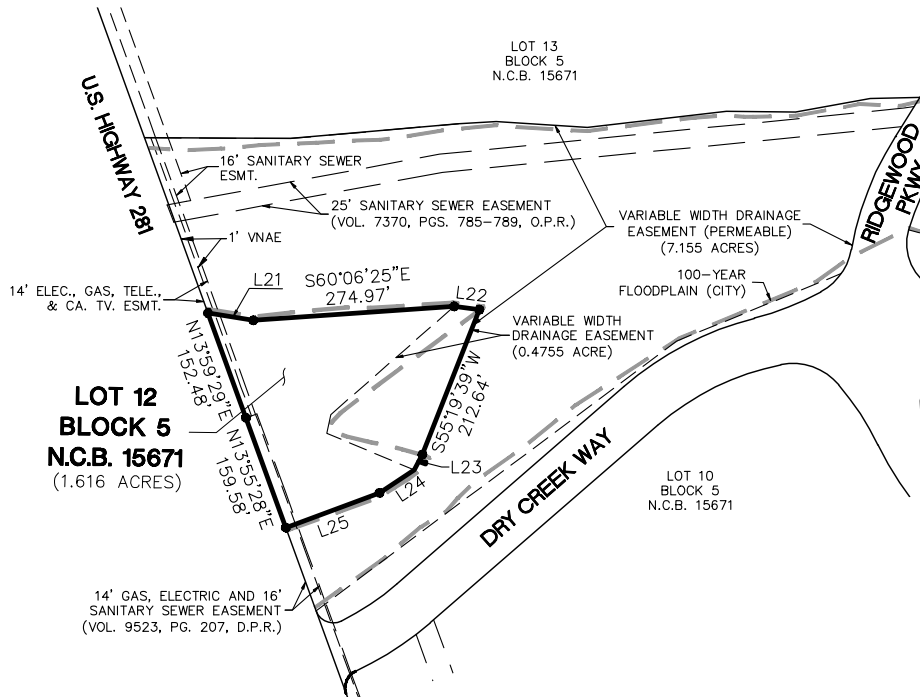 LOT 13
BLOCK 5
N.C.B. 15671
U.S. HIGHWAY 281
16' SANITARY SEWER
ESMT.
25' SANITARY SEWER EASEMENT
(VOL. 7370, PGS. 785-789, O.P.R.)
1' VNAE
VARIABLE WIDTH DRAINAGE
EASEMENT (PERMEABLE)
(7.155 ACRES)
RIDGEWOOD
PKWY
100-YEAR
FLOODPLAIN (CITY)
14' ELEC., GAS, TELE.,
& CA. TV. ESMT.
L21
S60°06'25"E
274.97'
L22
VARIABLE WIDTH
DRAINAGE EASEMENT
(0.4755 ACRE)
N13°59'29"E
152.48'
S55°19'39"W
212.64'
LOT 12
BLOCK 5
N.C.B. 15671
(1.616 ACRES)
N13°55'28"E
159.58'
L23
L24
L25
DRY CREEK WAY
LOT 10
BLOCK 5
N.C.B. 15671
14' GAS, ELECTRIC AND 16'
SANITARY SEWER EASEMENT
(VOL. 9523, PG. 207, D.P.R.)